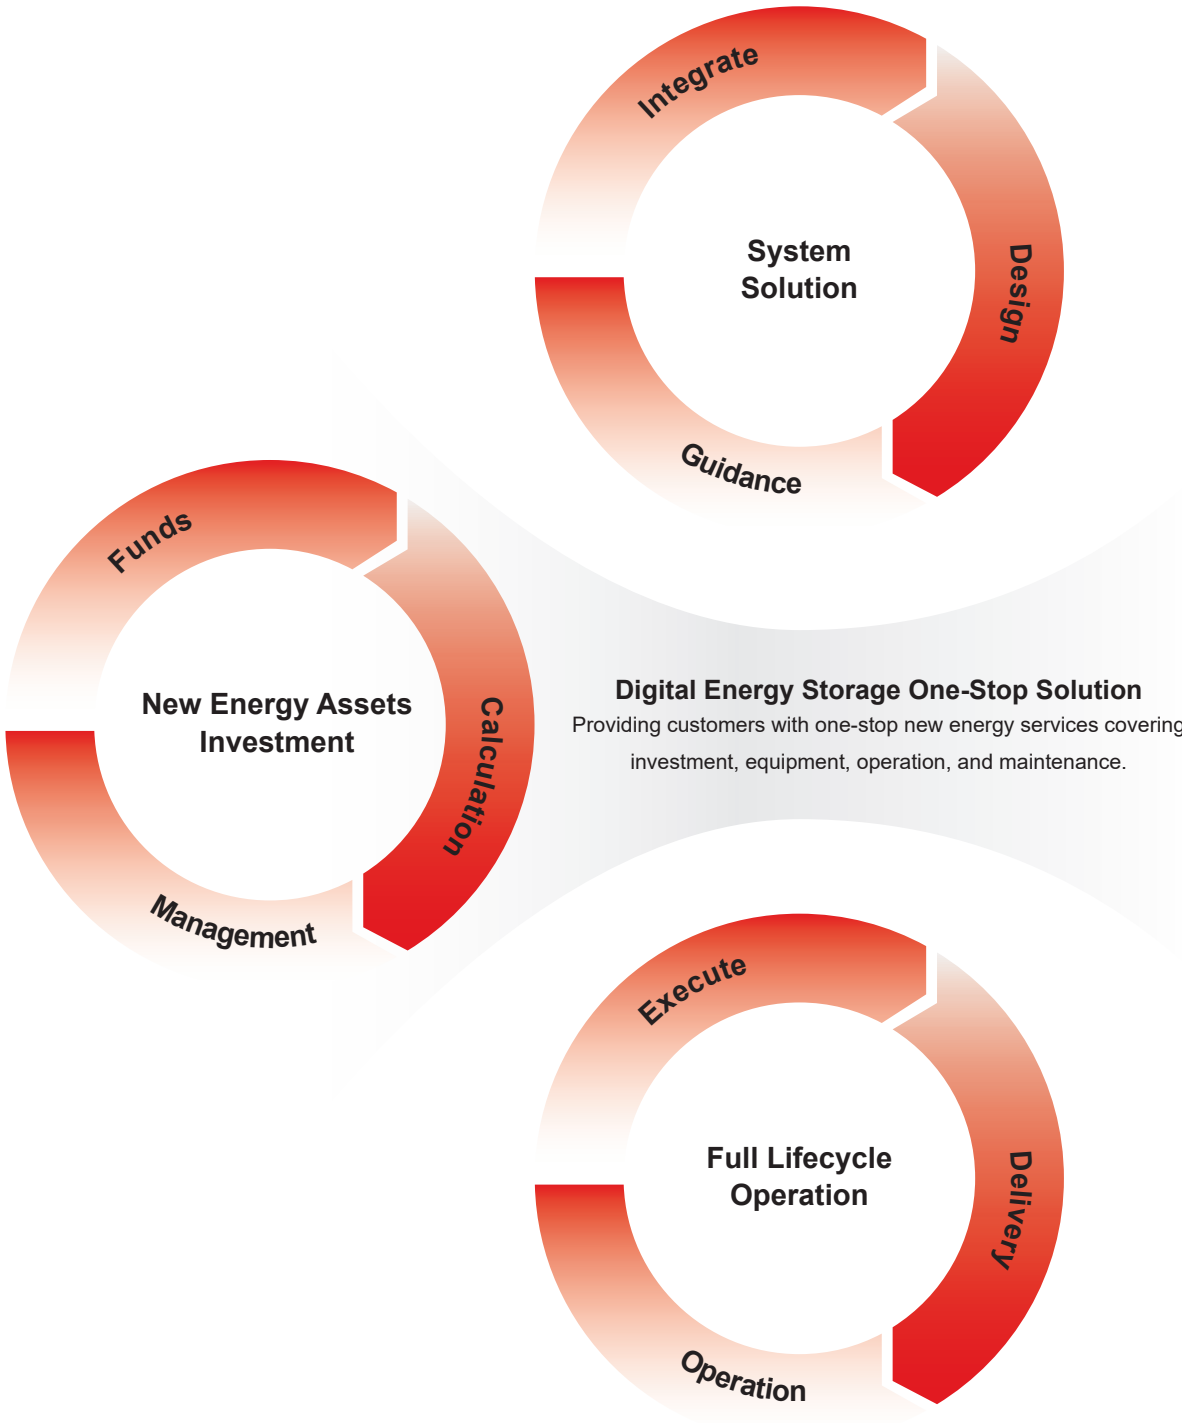 Integrate
Design
Guidance
System
Solution
Funds
Calculation
Management
New Energy Assets
Investment
Digital Energy Storage One-Stop Solution
Providing customers with one-stop new energy services covering
investment, equipment, operation, and maintenance.
Execute
Delivery
Operation
Full Lifecycle
Operation